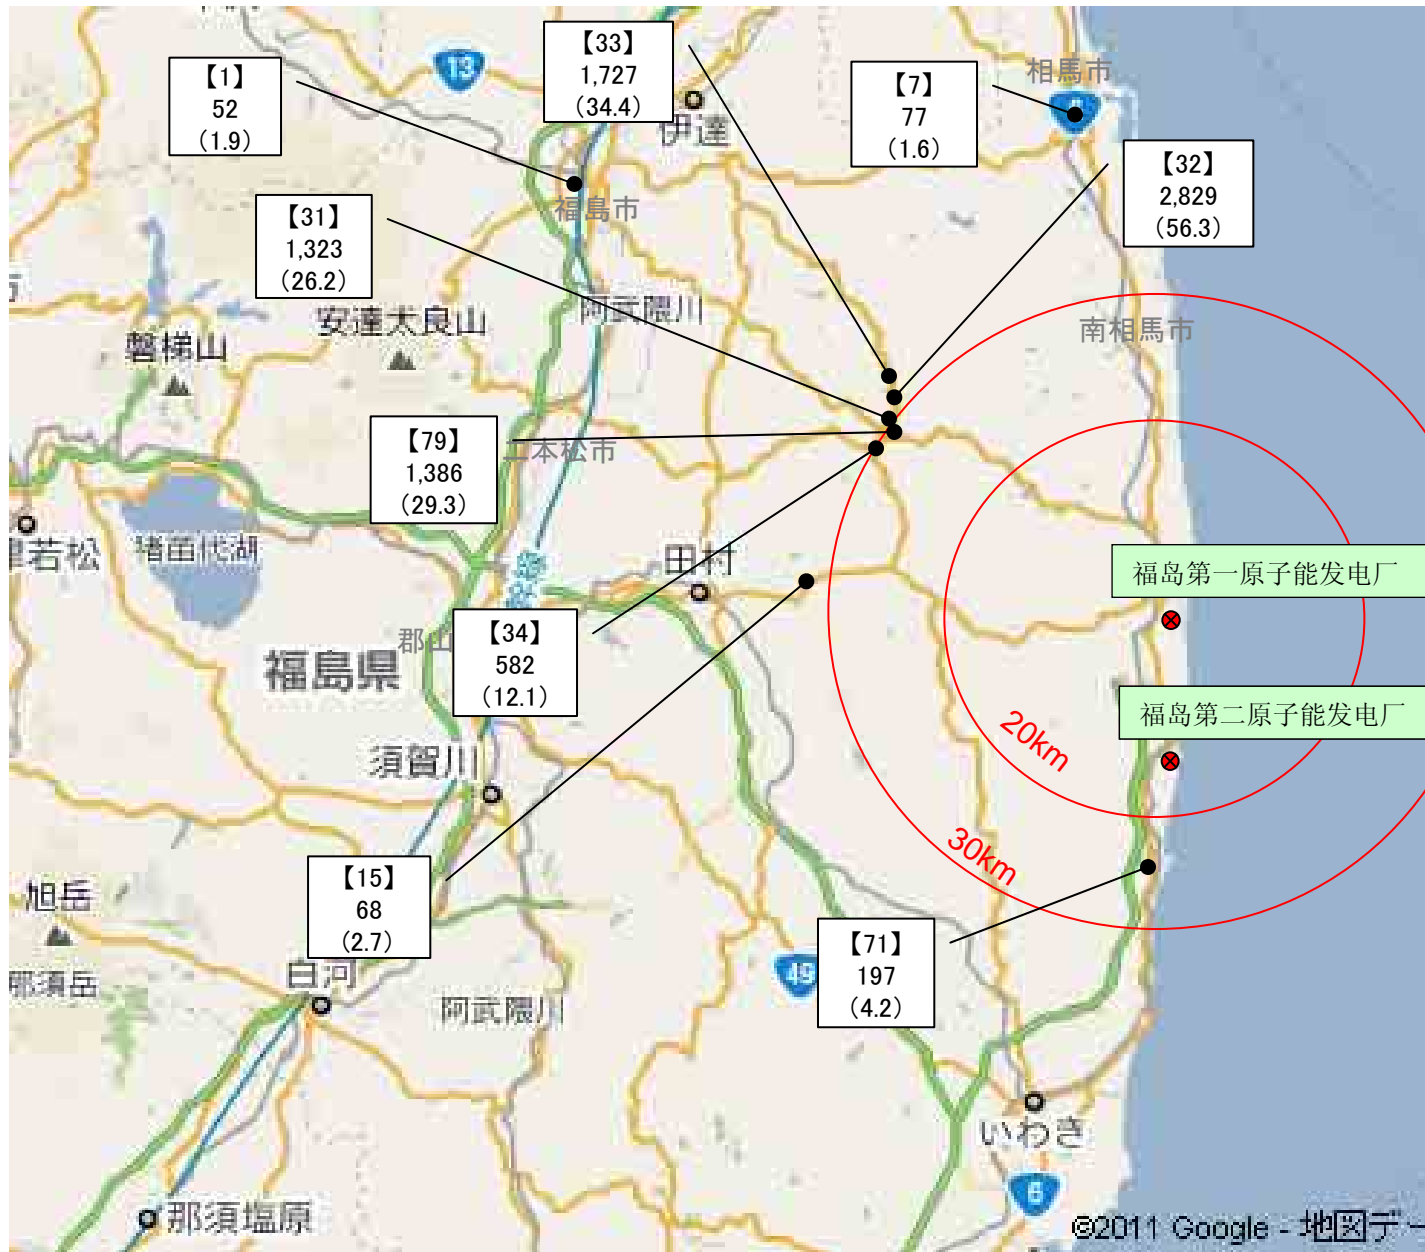 【33】
1,727
(34.4)
【1】
52
(1.9)
13
伊達
【7】
77
(1.6)
相馬市
【32】
2,829
(56.3)
福島市
【31】
1,323
(26.2)
阿武隈川
安達太良山
磐梯山
南相馬市
【79】
1,386
(29.3)
二本松市
猪苗代湖
若松
田村
福岛第一原子能发电厂
【34】
582
(12.1)
郡山
福島県
福岛第二原子能发电厂
20km
須賀川
30km
【15】
68
(2.7)
旭岳
那須岳
白河
阿武隈川
49
【71】
197
(4.2)
いわき
6
那須塩原
©2011 Google - 地図デー